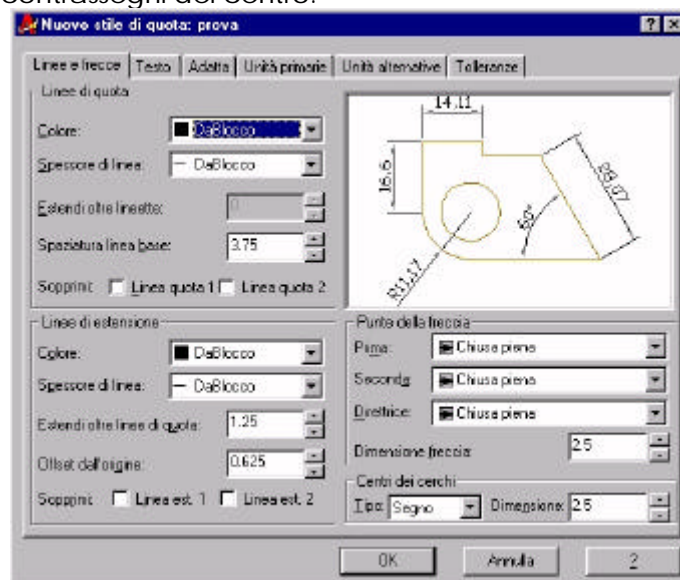 contrassegni del centro.
Nuovo stile di quota: prova
Linee e frecce Testo Adatta Unità primarie Unità alternative Tolleranze
Linee di quota
Colore: DaBlocco
Spessore di linea: DaBlocco
Estendi oltre lineette: 0
Spaziatura linea base: 3.75
Sopprimi: Linea quota 1 Linea quota 2
14,11
16.6
60°
R11,17
Linee di estensione
Colore: DaBlocco
Spessore di linea: DaBlocco
Estendi oltre linee di quota: 1.25
Offset dall'origine: 0.625
Sopprimi: Linea est. 1 Linea est. 2
Punte della freccia
Prima: Chiusa piena
Seconda: Chiusa piena
Direttrice: Chiusa piena
Dimensione freccia: 2.5
Centri dei cerchi
Tipo: Segno Dimensione: 2.5
OK Annulla ?